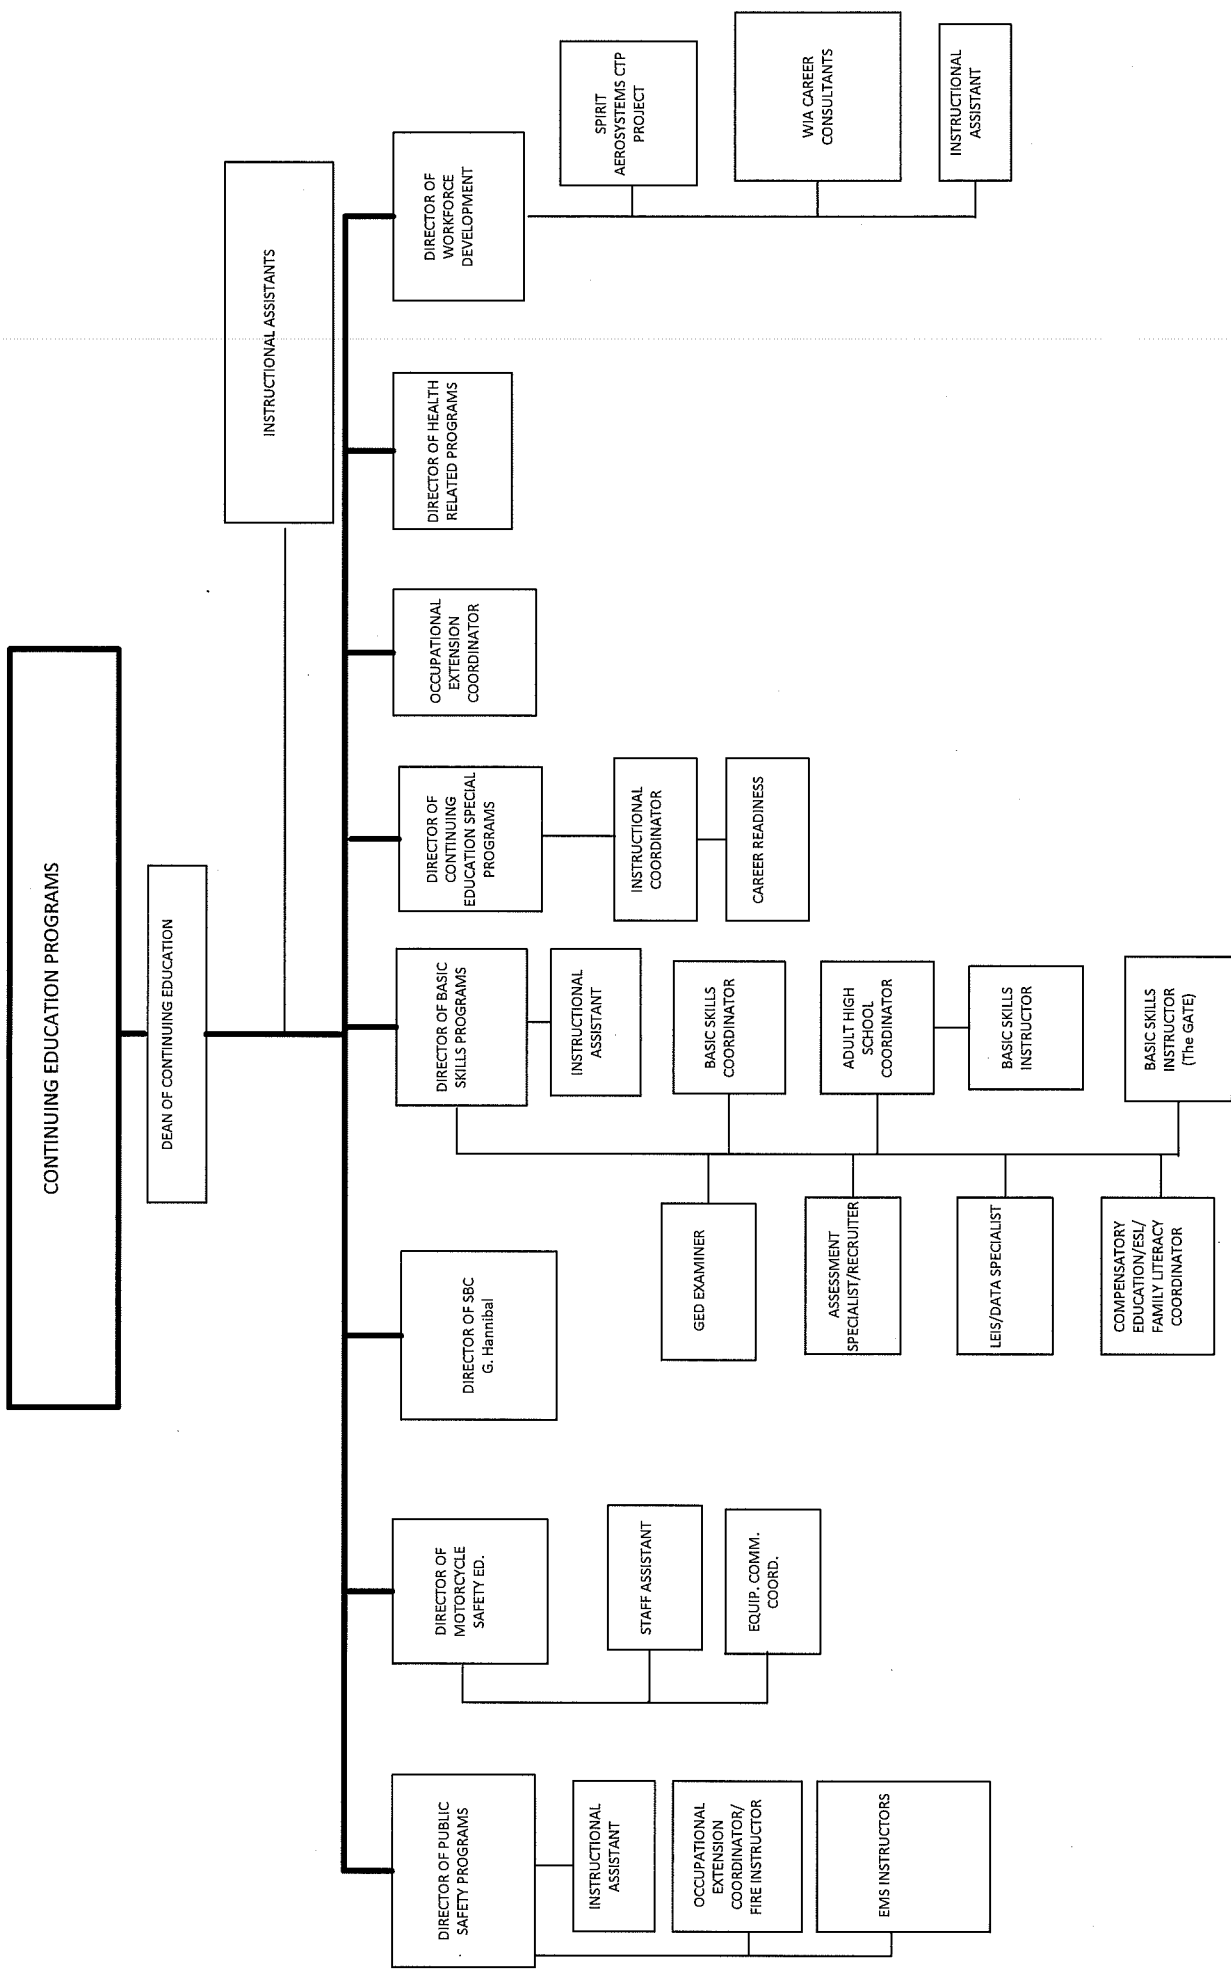 CONTINUING EDUCATION PROGRAMS
DEAN OF CONTINUING EDUCATION
INSTRUCTIONAL ASSISTANTS
DIRECTOR OF PUBLIC
SAFETY PROGRAMS
INSTRUCTIONAL
ASSISTANT
OCCUPATIONAL
EXTENSION
COORDINATOR/
FIRE INSTRUCTOR
EMS INSTRUCTORS
DIRECTOR OF
MOTORCYCLE
SAFETY ED.
STAFF ASSISTANT
EQUIP. COMM.
COORD.
DIRECTOR OF SBC
G. Hannibal
DIRECTOR OF BASIC
SKILLS PROGRAMS
INSTRUCTIONAL
ASSISTANT
GED EXAMINER
BASIC SKILLS
COORDINATOR
ASSESSMENT
SPECIALIST/RECRUITER
ADULT HIGH
SCHOOL
COORDINATOR
BASIC SKILLS
INSTRUCTOR
LEIS/DATA SPECIALIST
COMPENSATORY
EDUCATION/ESL/
FAMILY LITERACY
COORDINATOR
BASIC SKILLS
INSTRUCTOR
(The GATE)
DIRECTOR OF
CONTINUING
EDUCATION SPECIAL
PROGRAMS
INSTRUCTIONAL
COORDINATOR
CAREER READINESS
OCCUPATIONAL
EXTENSION
COORDINATOR
DIRECTOR OF HEALTH
RELATED PROGRAMS
DIRECTOR OF
WORKFORCE
DEVELOPMENT
SPIRIT
AEROSYSTEMS CTP
PROJECT
WIA CAREER
CONSULTANTS
INSTRUCTIONAL
ASSISTANT